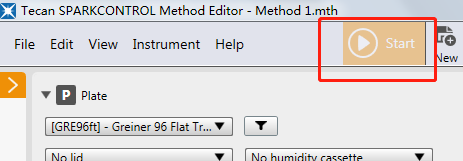 Tecan SPARKCONTROL Method Editor - Method 1.mth
File View Instrument Help Start New
P Plate
[GRE96ft] - Greiner 96 Flat Tr...
No lid No humidity cassette